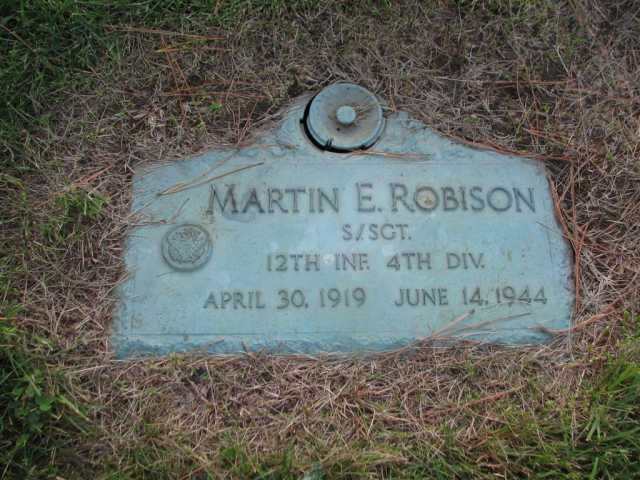 MARTIN E. ROBISON
S/SGT.
12TH INF. 4TH DIV.
APRIL 30, 1919 JUNE 14, 1944